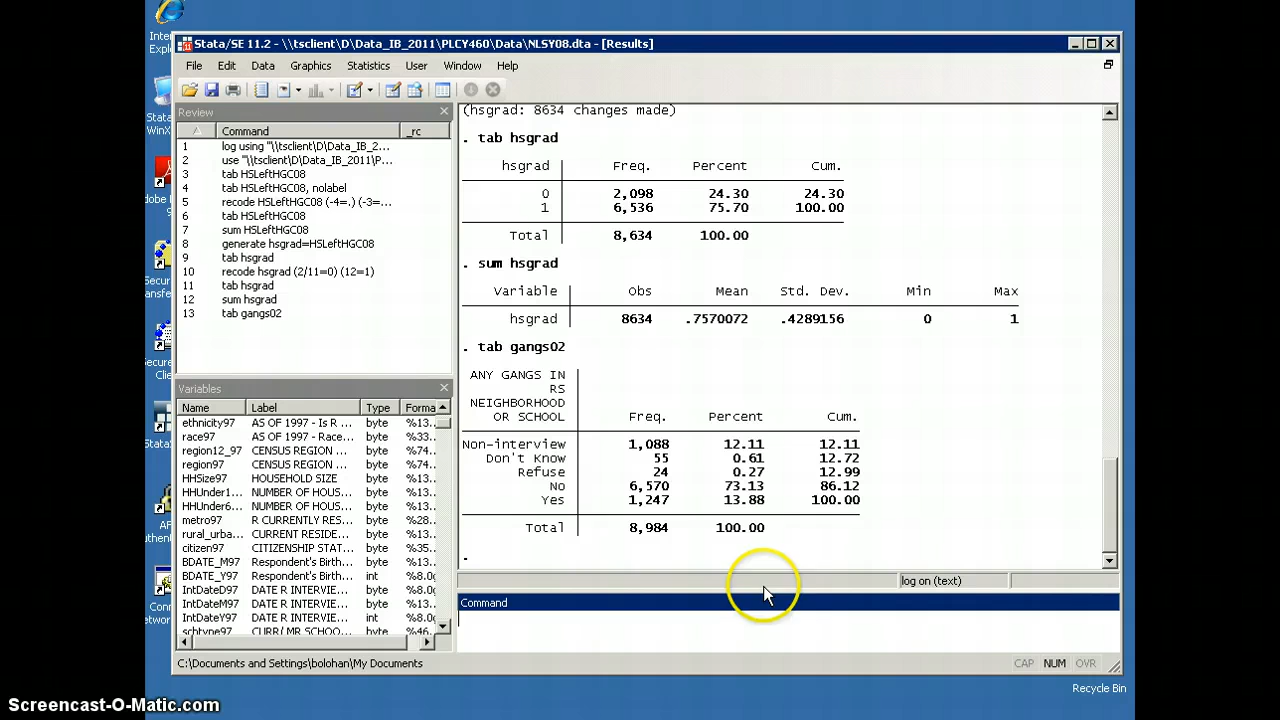 Stata/SE 11.2 - \\tsclient\D\Data_IB_2011\PLCY460\Data\NLSY08.dta - [Results]
File Edit Data Graphics Statistics User Window Help
Review
Command _rc
1 log using "\\tsclient\D\Data_IB_2...
2 use "\\tsclient\D\Data_IB_2011\P...
3 tab HSLeftHGC08
4 tab HSLeftHGC08, nolabel
5 recode HSLeftHGC08 (-4=.) (-3=...
6 tab HSLeftHGC08
7 sum HSLeftHGC08
8 generate hsgrad=HSLeftHGC08
9 tab hsgrad
10 recode hsgrad (2/11=0) (12=1)
11 tab hsgrad
12 sum hsgrad
13 tab gangs02
Variables
Name Label Type Forma
ethnicity97 AS OF 1997 - Is R ... byte %13..
race97 AS OF 1997 - Race... byte %33..
region12_97 CENSUS REGION ... byte %74..
region97 CENSUS REGION ... byte %74..
HHSize97 HOUSEHOLD SIZE byte %13..
HHUnder1... NUMBER OF HOUS... byte %13..
HHUnder6... NUMBER OF HOUS... byte %13..
metro97 R CURRENTLY RES... byte %28..
rural_urba... CURRENT RESIDE... byte %13..
citizen97 CITIZENSHIP STAT... byte %35..
BDATE_M97 Respondent's Birth... byte %13..
BDATE_Y97 Respondent's Birth... int %8.0g
IntDateD97 DATE R INTERVIE... byte %8.0g
IntDateM97 DATE R INTERVIE... byte %13..
IntDateY97 DATE R INTERVIE... int %8.0g
schtype97 CURR/ MR SCHOO... byte %46..
(hsgrad: 8634 changes made)
. tab hsgrad
hsgrad Freq. Percent Cum.
0 2,098 24.30 24.30
1 6,536 75.70 100.00
Total 8,634 100.00
. sum hsgrad
Variable Obs Mean Std. Dev. Min Max
hsgrad 8634 .7570072 .4289156 0 1
. tab gangs02
ANY GANGS IN
RS
NEIGHBORHOOD
OR SCHOOL Freq. Percent Cum.
Non-interview 1,088 12.11 12.11
Don't Know 55 0.61 12.72
Refuse 24 0.27 12.99
No 6,570 73.13 86.12
Yes 1,247 13.88 100.00
Total 8,984 100.00
.
log on (text)
Command
C:\Documents and Settings\bolohan\My Documents
CAP NUM OVR
Recycle Bin
Screencast-O-Matic.com